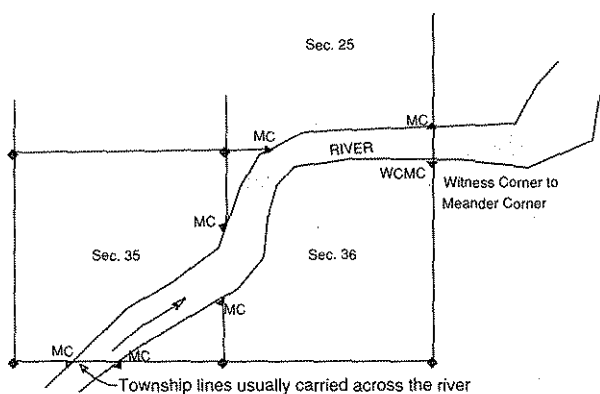 Sec. 25
MC
MC
RIVER
WCMC
Witness Corner to
Meander Corner
MC
Sec. 35
Sec. 36
MC
MC
MC
Township lines usually carried across the river